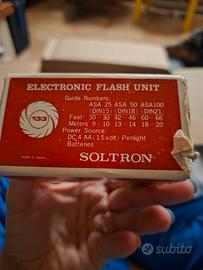 ELECTRONIC FLASH UNIT
Guide Numbers:
ASA 25 ASA 50 ASA100
(DIN15) (DIN18) (DIN21)
Feet 30-33 42-46 60-66
Meters 9-10 13-14 18-20
Power Source:
DC 4 AA (1.5 volt) Penlight
Batteries
133
SOLTRON
subito